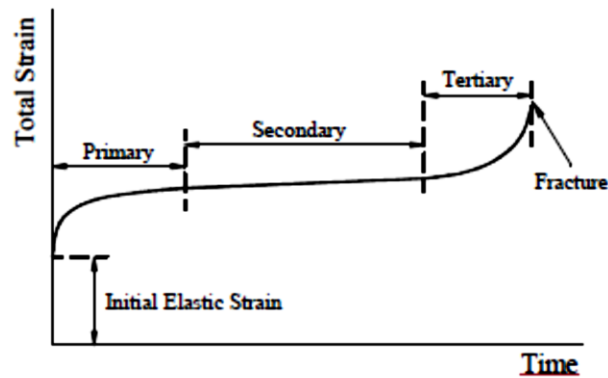 Total Strain
Tertiary
Secondary
Primary
Fracture
Initial Elastic Strain
Time